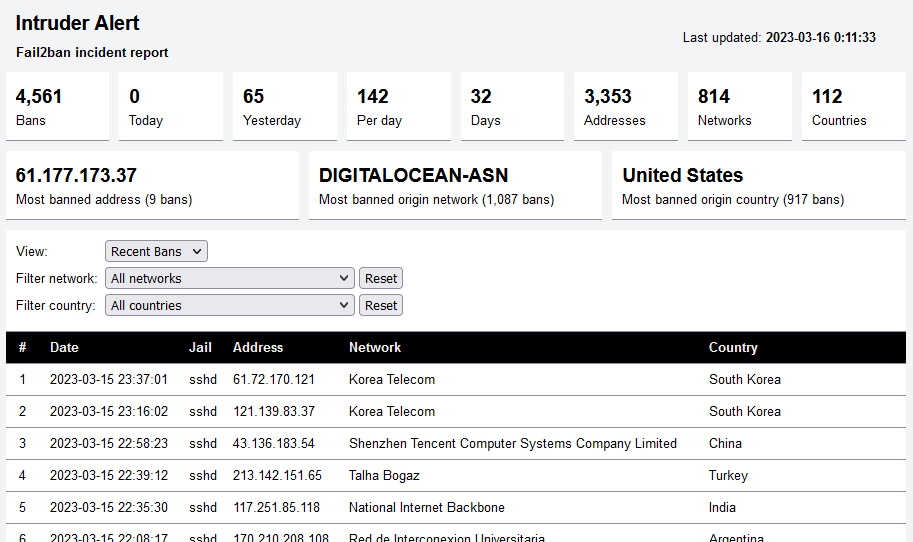 Intruder Alert
Fail2ban incident report
Last updated: 2023-03-16 0:11:33
4,561 0 65 142 32 3,353 814 112
Bans Today Yesterday Per day Days Addresses Networks Countries
61.177.173.37 DIGITALOCEAN-ASN United States
Most banned address (9 bans) Most banned origin network (1,087 bans) Most banned origin country (917 bans)
View: Recent Bans
Filter network: All networks Reset
Filter country: All countries Reset
# Date Jail Address Network Country
1 2023-03-15 23:37:01 sshd 61.72.170.121 Korea Telecom South Korea
2 2023-03-15 23:16:02 sshd 121.139.83.37 Korea Telecom South Korea
3 2023-03-15 22:58:23 sshd 43.136.183.54 Shenzhen Tencent Computer Systems Company Limited China
4 2023-03-15 22:39:12 sshd 213.142.151.65 Talha Bogaz Turkey
5 2023-03-15 22:35:30 sshd 117.251.85.118 National Internet Backbone India
6 2023-03-15 22:08:17 sshd 170.210.208.108 Red de Interconexion Universitaria Argentina